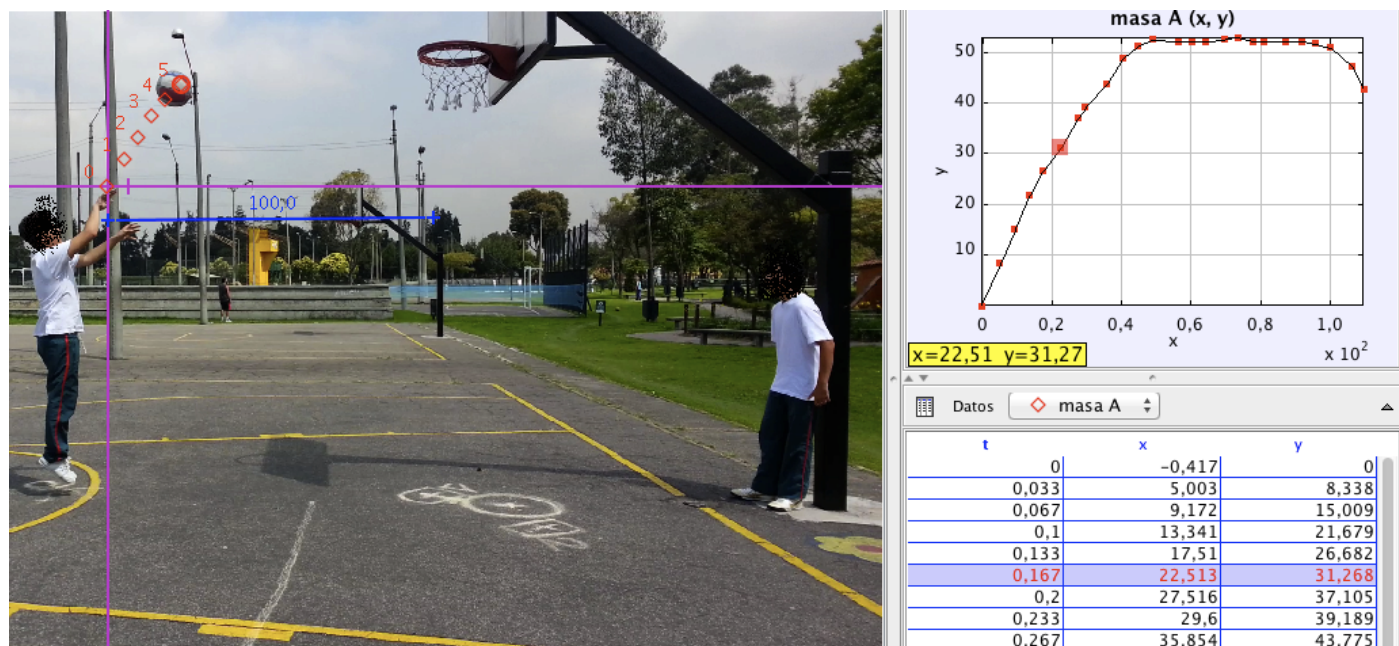 masa A (x, y)
50
40
30
20
10
y
0 0,2 0,4 0,6 0,8 1,0
x
x 10²
x=22,51 y=31,27
Datos masa A
t x y
0 -0,417 0
0,033 5,003 8,338
0,067 9,172 15,009
0,1 13,341 21,679
0,133 17,51 26,682
0,167 22,513 31,268
0,2 27,516 37,105
0,233 29,6 39,189
0,267 35,854 43,775
0
1
2
3
4
5
100,0